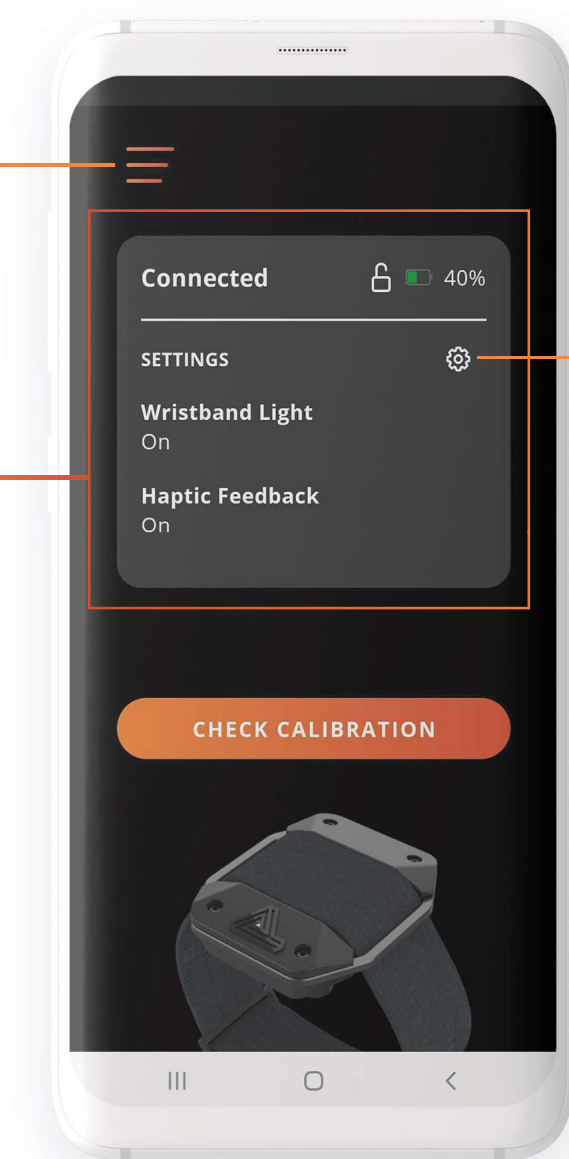 Connected 40%
SETTINGS
Wristband Light
On
Haptic Feedback
On
CHECK CALIBRATION